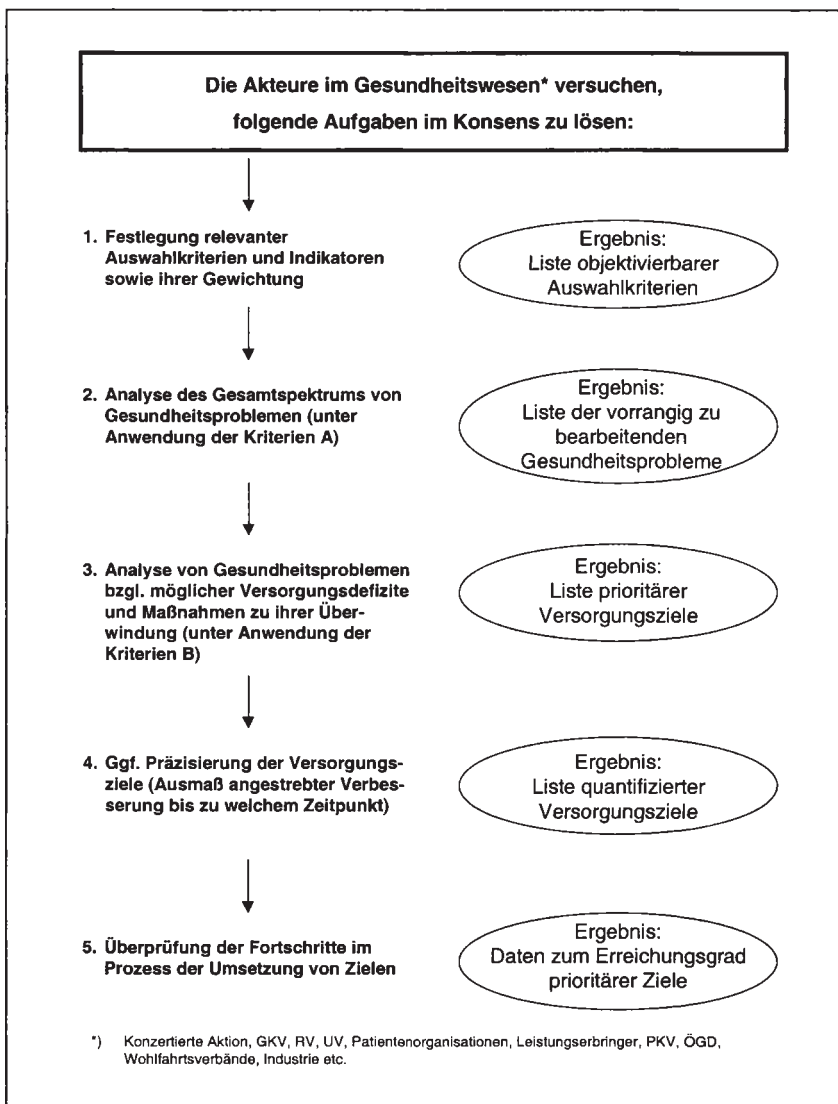 Die Akteure im Gesundheitswesen* versuchen,
folgende Aufgaben im Konsens zu lösen:
1. Festlegung relevanter
Auswahlkriterien und Indikatoren
sowie ihrer Gewichtung
Ergebnis:
Liste objektivierbarer
Auswahlkriterien
2. Analyse des Gesamtspektrums von
Gesundheitsproblemen (unter
Anwendung der Kriterien A)
Ergebnis:
Liste der vorrangig zu
bearbeitenden
Gesundheitsprobleme
3. Analyse von Gesundheitsproblemen
bzgl. möglicher Versorgungsdefizite
und Maßnahmen zu ihrer Über-
windung (unter Anwendung der
Kriterien B)
Ergebnis:
Liste prioritärer
Versorgungsziele
4. Ggf. Präzisierung der Versorgungs-
ziele (Ausmaß angestrebter Verbes-
serung bis zu welchem Zeitpunkt)
Ergebnis:
Liste quantifizierter
Versorgungsziele
5. Überprüfung der Fortschritte im
Prozess der Umsetzung von Zielen
Ergebnis:
Daten zum Erreichungsgrad
prioritärer Ziele
*) Konzertierte Aktion, GKV, RV, UV, Patientenorganisationen, Leistungserbringer, PKV, ÖGD,
Wohlfahrtsverbände, Industrie etc.